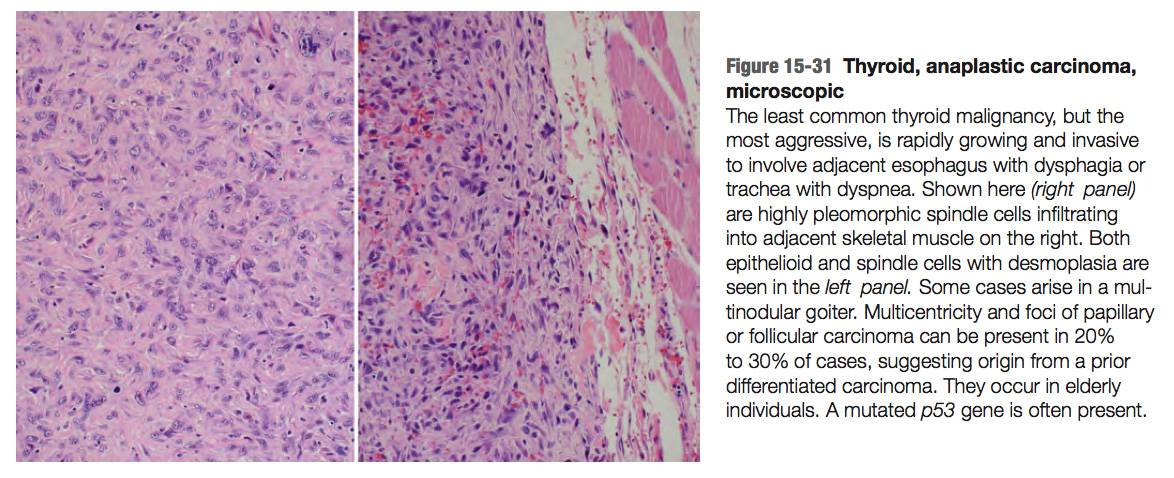 Figure 15-31 Thyroid, anaplastic carcinoma,
microscopic
The least common thyroid malignancy, but the
most aggressive, is rapidly growing and invasive
to involve adjacent esophagus with dysphagia or
trachea with dyspnea. Shown here (right panel)
are highly pleomorphic spindle cells infiltrating
into adjacent skeletal muscle on the right. Both
epithelioid and spindle cells with desmoplasia are
seen in the left panel. Some cases arise in a mul-
tinodular goiter. Multicentricity and foci of papillary
or follicular carcinoma can be present in 20%
to 30% of cases, suggesting origin from a prior
differentiated carcinoma. They occur in elderly
individuals. A mutated p53 gene is often present.